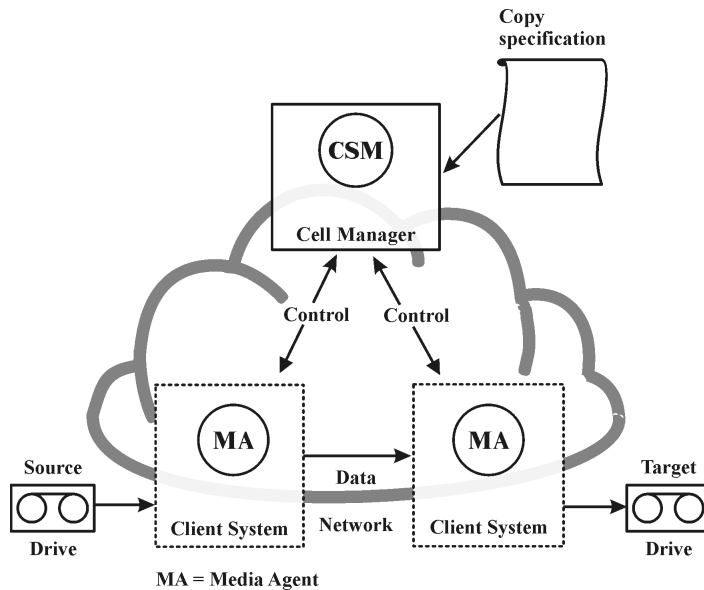 Copy
specification
CSM
Cell Manager
Control
Control
MA
MA
Source
Data
Target
Client System
Network
Client System
Drive
Drive
MA = Media Agent